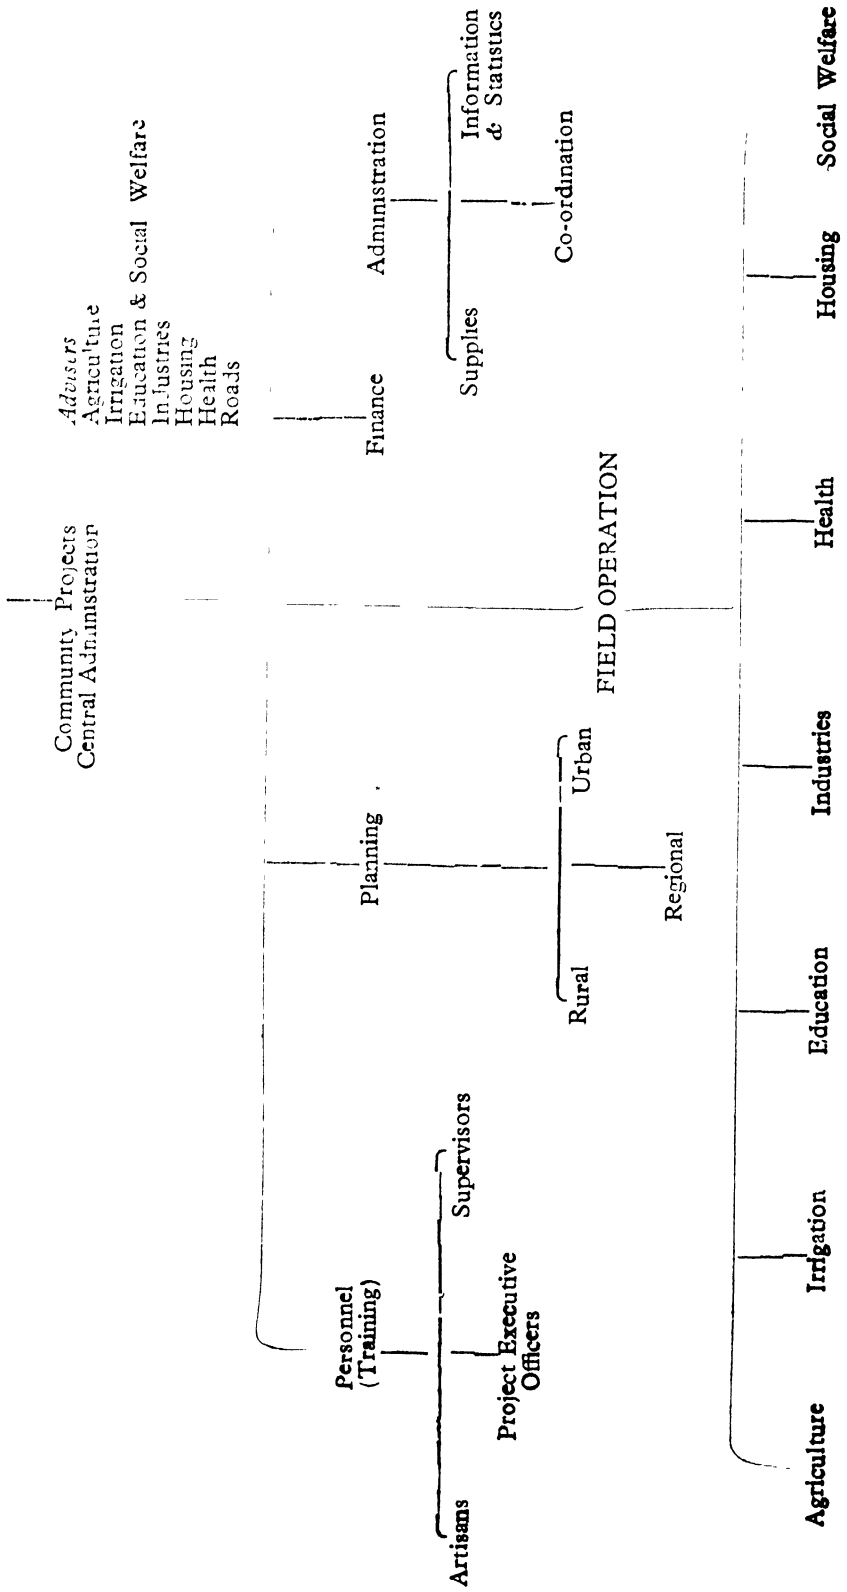 Community Projects
Central Administration
Advisers
Agriculture
Irrigation
Education & Social Welfare
Industries
Housing
Health
Roads
Personnel
(Training)
Planning
Finance
Administration
Artisans
Supervisors
Project Executive
Officers
Rural
Urban
Regional
Supplies
Information
& Statistics
Co-ordination
FIELD OPERATION
Agriculture
Irrigation
Education
Industries
Health
Housing
Social Welfare